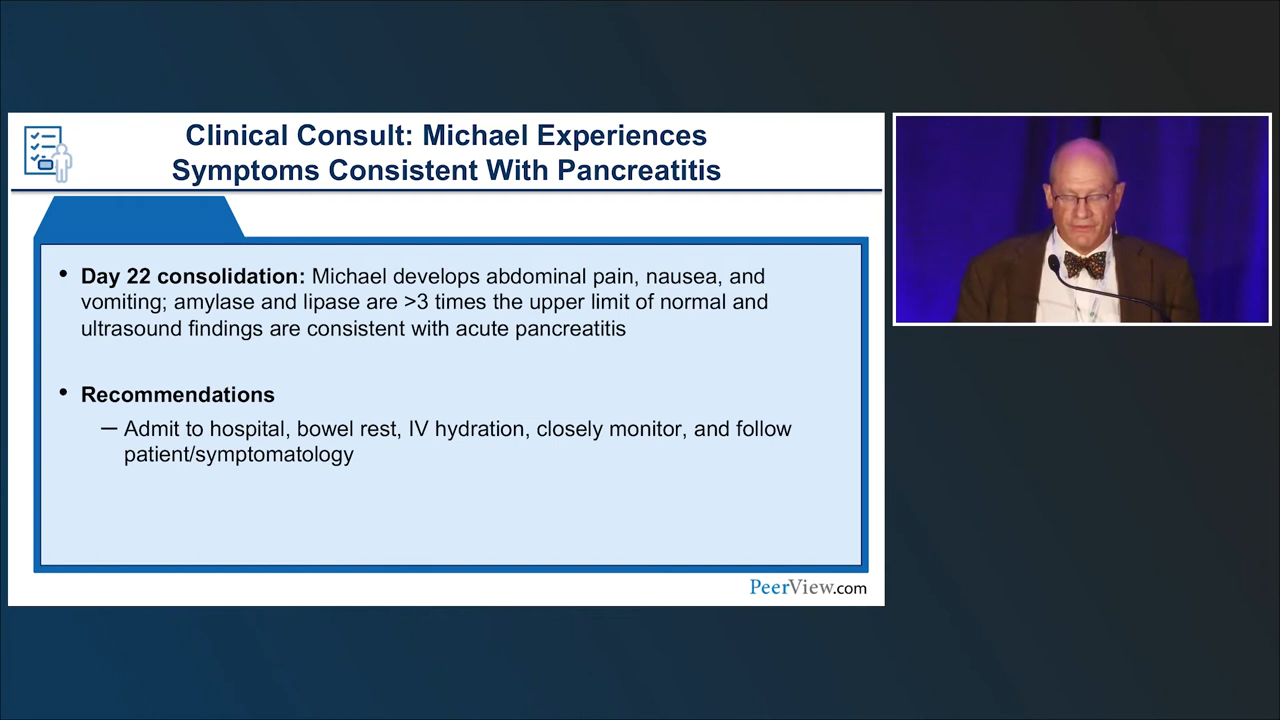 Clinical Consult: Michael Experiences
Symptoms Consistent With Pancreatitis
• Day 22 consolidation: Michael develops abdominal pain, nausea, and
vomiting; amylase and lipase are >3 times the upper limit of normal and
ultrasound findings are consistent with acute pancreatitis
• Recommendations
– Admit to hospital, bowel rest, IV hydration, closely monitor, and follow
patient/symptomatology
PeerView.com